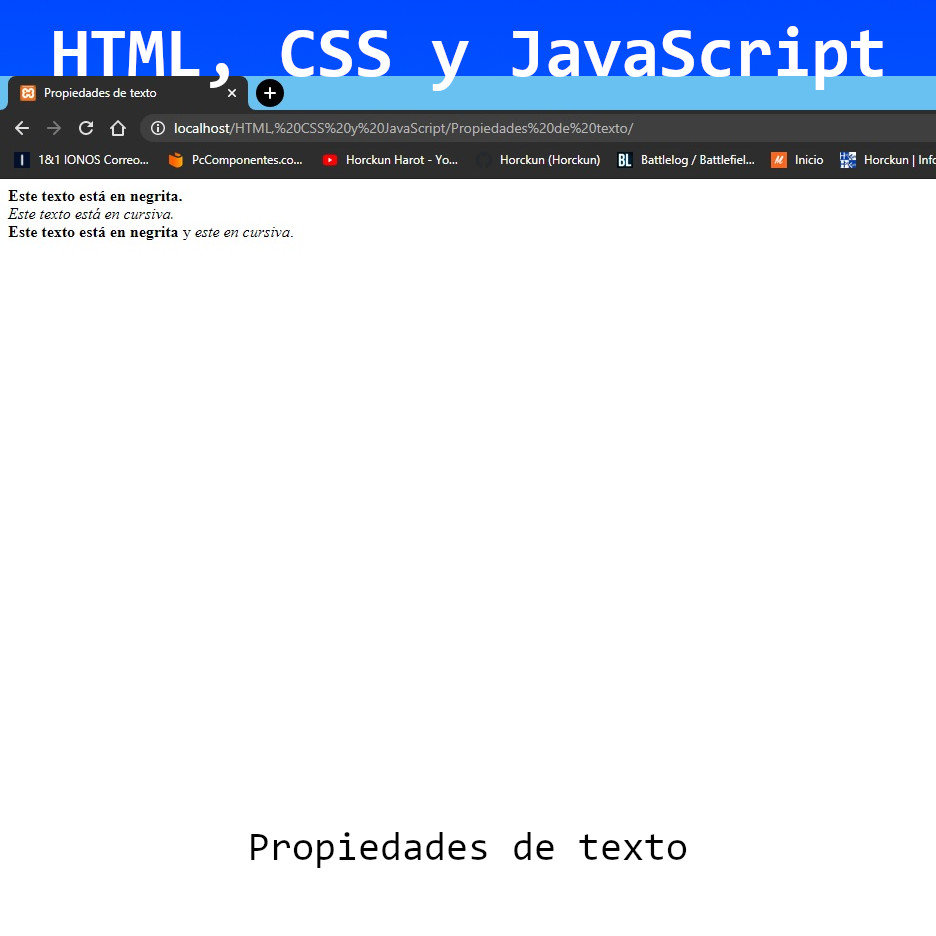 HTML, CSS y JavaScript
Propiedades de texto
localhost/HTML,%20CSS%20y%20JavaScript/Propiedades%20de%20texto/
1&1 IONOS Correo... PcComponentes.co... Horckun Harot - Yo... Horckun (Horckun) BL Battlelog / Battlefiel... Inicio Horckun | Info
Este texto está en negrita.
Este texto está en cursiva.
Este texto está en negrita y este en cursiva.
Propiedades de texto